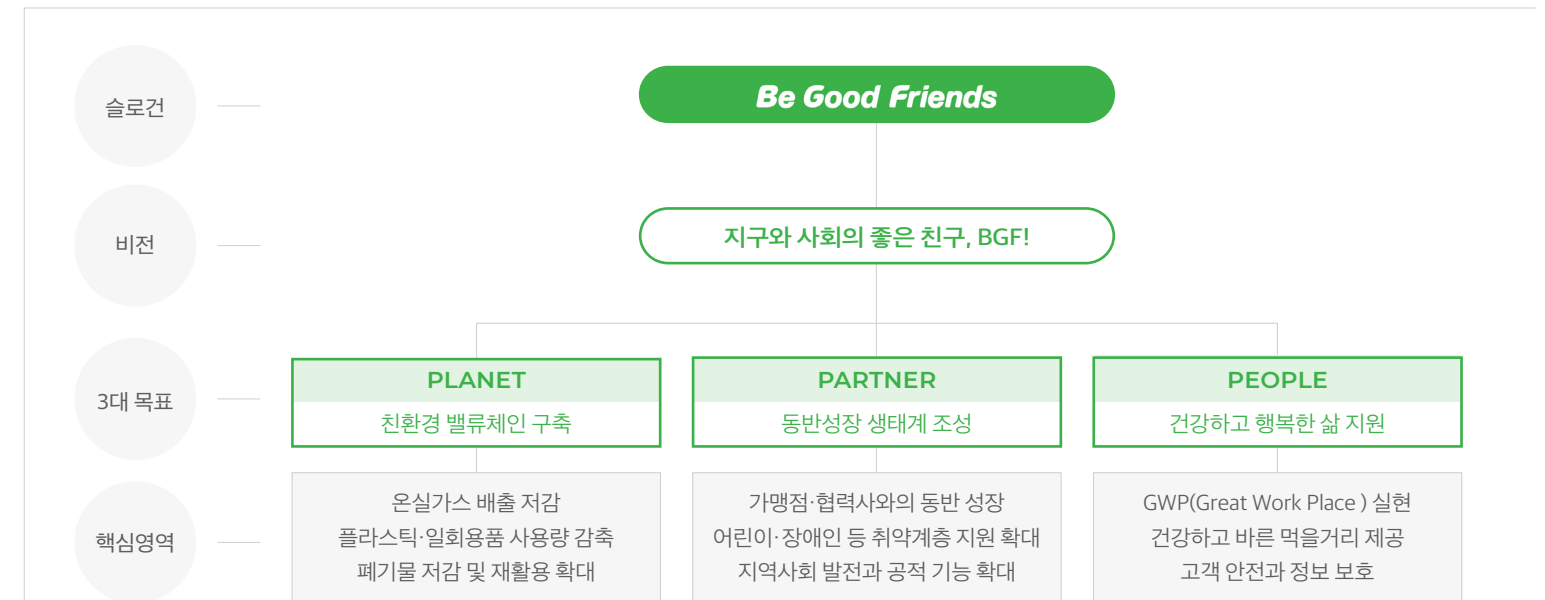 슬로건
Be Good Friends
비전
지구와 사회의 좋은 친구, BGF!
3대 목표
PLANET
친환경 밸류체인 구축
PARTNER
동반성장 생태계 조성
PEOPLE
건강하고 행복한 삶 지원
핵심영역
온실가스 배출 저감
플라스틱·일회용품 사용량 감축
폐기물 저감 및 재활용 확대
가맹점·협력사와의 동반 성장
어린이·장애인 등 취약계층 지원 확대
지역사회 발전과 공적 기능 확대
GWP(Great Work Place ) 실현
건강하고 바른 먹을거리 제공
고객 안전과 정보 보호